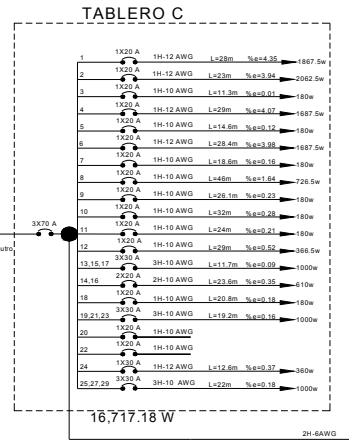 TABLERO C
1 1X20 A 1H-12 AWG L=28m %e=4.35 1867.5w
2 1X20 A 1H-12 AWG L=23m %e=3.94 2062.5w
3 1X20 A 1H-10 AWG L=11.3m %e=0.01 180w
4 1X20 A 1H-12 AWG L=29m %e=4.07 1687.5w
5 1X20 A 1H-10 AWG L=14.6m %e=0.12 180w
6 1X20 A 1H-12 AWG L=28.4m %e=3.98 1687.5w
7 1X20 A 1H-10 AWG L=18.6m %e=0.16 180w
8 1X20 A 1H-10 AWG L=46m %e=1.64 726.5w
9 1X20 A 1H-10 AWG L=26.1m %e=0.23 180w
10 1X20 A 1H-10 AWG L=32m %e=0.28 180w
3X70 A
11 1X20 A 1H-10 AWG L=24m %e=0.21 180w
utro
12 1X20 A 1H-10 AWG L=29m %e=0.52 366.5w
13,15,17 3X30 A 3H-10 AWG L=11.7m %e=0.09 1000w
14,16 2X20 A 2H-10 AWG L=23.6m %e=0.35 610w
18 1X20 A 1H-10 AWG L=20.8m %e=0.18 180w
19,21,23 3X30 A 3H-10 AWG L=19.2m %e=0.16 1000w
20 1X20 A 1H-10 AWG
22 1X20 A 1H-10 AWG
24 1X30 A 1H-12 AWG L=12.6m %e=0.37 360w
25,27,29 3X30 A 3H-10 AWG L=22m %e=0.18 1000w
16,717.18 W
2H-6AWG